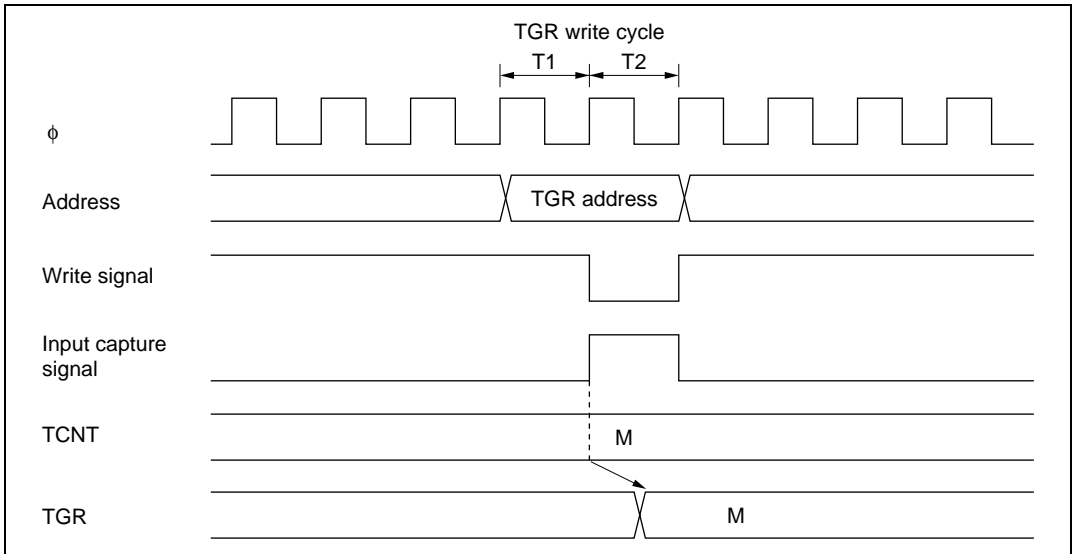 TGR write cycle
T1 T2
ϕ
Address
TGR address
Write signal
Input capture
signal
TCNT
M
TGR
M